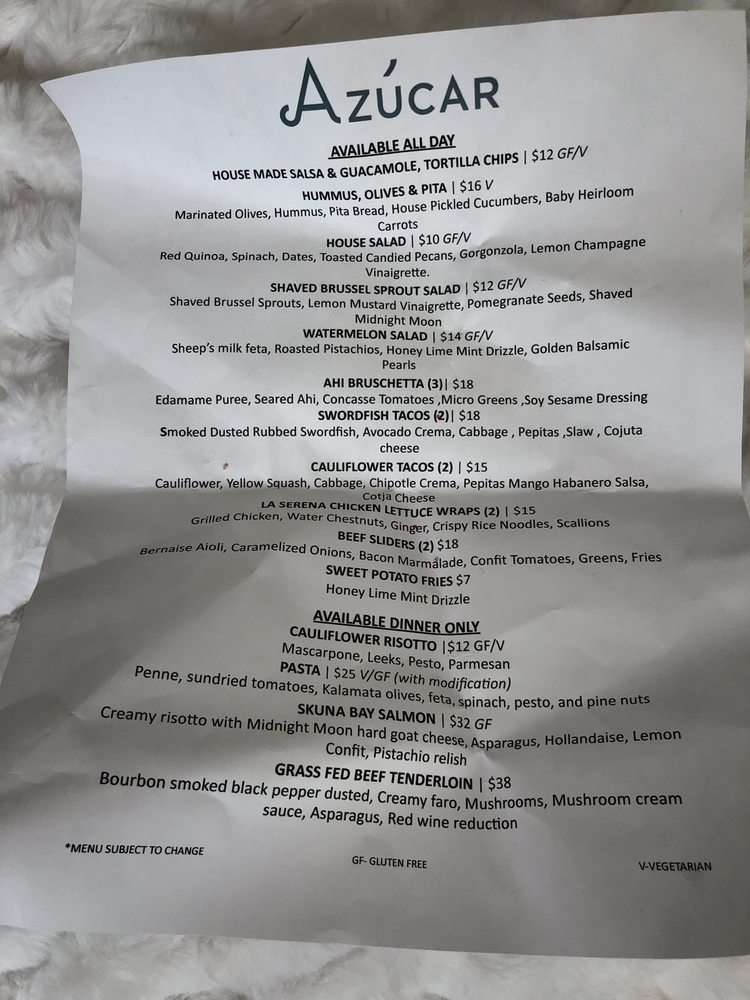 AZÚCAR
AVAILABLE ALL DAY
HOUSE MADE SALSA & GUACAMOLE, TORTILLA CHIPS | $12 GF/V
HUMMUS, OLIVES & PITA | $16 V
Marinated Olives, Hummus, Pita Bread, House Pickled Cucumbers, Baby Heirloom
Carrots
HOUSE SALAD | $10 GF/V
Red Quinoa, Spinach, Dates, Toasted Candied Pecans, Gorgonzola, Lemon Champagne
Vinaigrette.
SHAVED BRUSSEL SPROUT SALAD | $12 GF/V
Shaved Brussel Sprouts, Lemon Mustard Vinaigrette, Pomegranate Seeds, Shaved
Midnight Moon
WATERMELON SALAD | $14 GF/V
Sheep's milk feta, Roasted Pistachios, Honey Lime Mint Drizzle, Golden Balsamic
Pearls
AHI BRUSCHETTA (3)| $18
Edamame Puree, Seared Ahi, Concasse Tomatoes ,Micro Greens ,Soy Sesame Dressing
SWORDFISH TACOS (2)| $18
Smoked Dusted Rubbed Swordfish, Avocado Crema, Cabbage , Pepitas ,Slaw , Cojuta
cheese
CAULIFLOWER TACOS (2) | $15
Cauliflower, Yellow Squash, Cabbage, Chipotle Crema, Pepitas Mango Habanero Salsa,
Cotja Cheese
LA SERENA CHICKEN LETTUCE WRAPS (2) | $15
Grilled Chicken, Water Chestnuts, Ginger, Crispy Rice Noodles, Scallions
BEEF SLIDERS (2) $18
Bernaise Aioli, Caramelized Onions, Bacon Marmalade, Confit Tomatoes, Greens, Fries
SWEET POTATO FRIES $7
Honey Lime Mint Drizzle
AVAILABLE DINNER ONLY
CAULIFLOWER RISOTTO |$12 GF/V
Mascarpone, Leeks, Pesto, Parmesan
PASTA | $25 V/GF (with modification)
Penne, sundried tomatoes, Kalamata olives, feta, spinach, pesto, and pine nuts
SKUNA BAY SALMON | $32 GF
Creamy risotto with Midnight Moon hard goat cheese, Asparagus, Hollandaise, Lemon
Confit, Pistachio relish
GRASS FED BEEF TENDERLOIN | $38
Bourbon smoked black pepper dusted, Creamy faro, Mushrooms, Mushroom cream
sauce, Asparagus, Red wine reduction
*MENU SUBJECT TO CHANGE
GF- GLUTEN FREE
V-VEGETARIAN